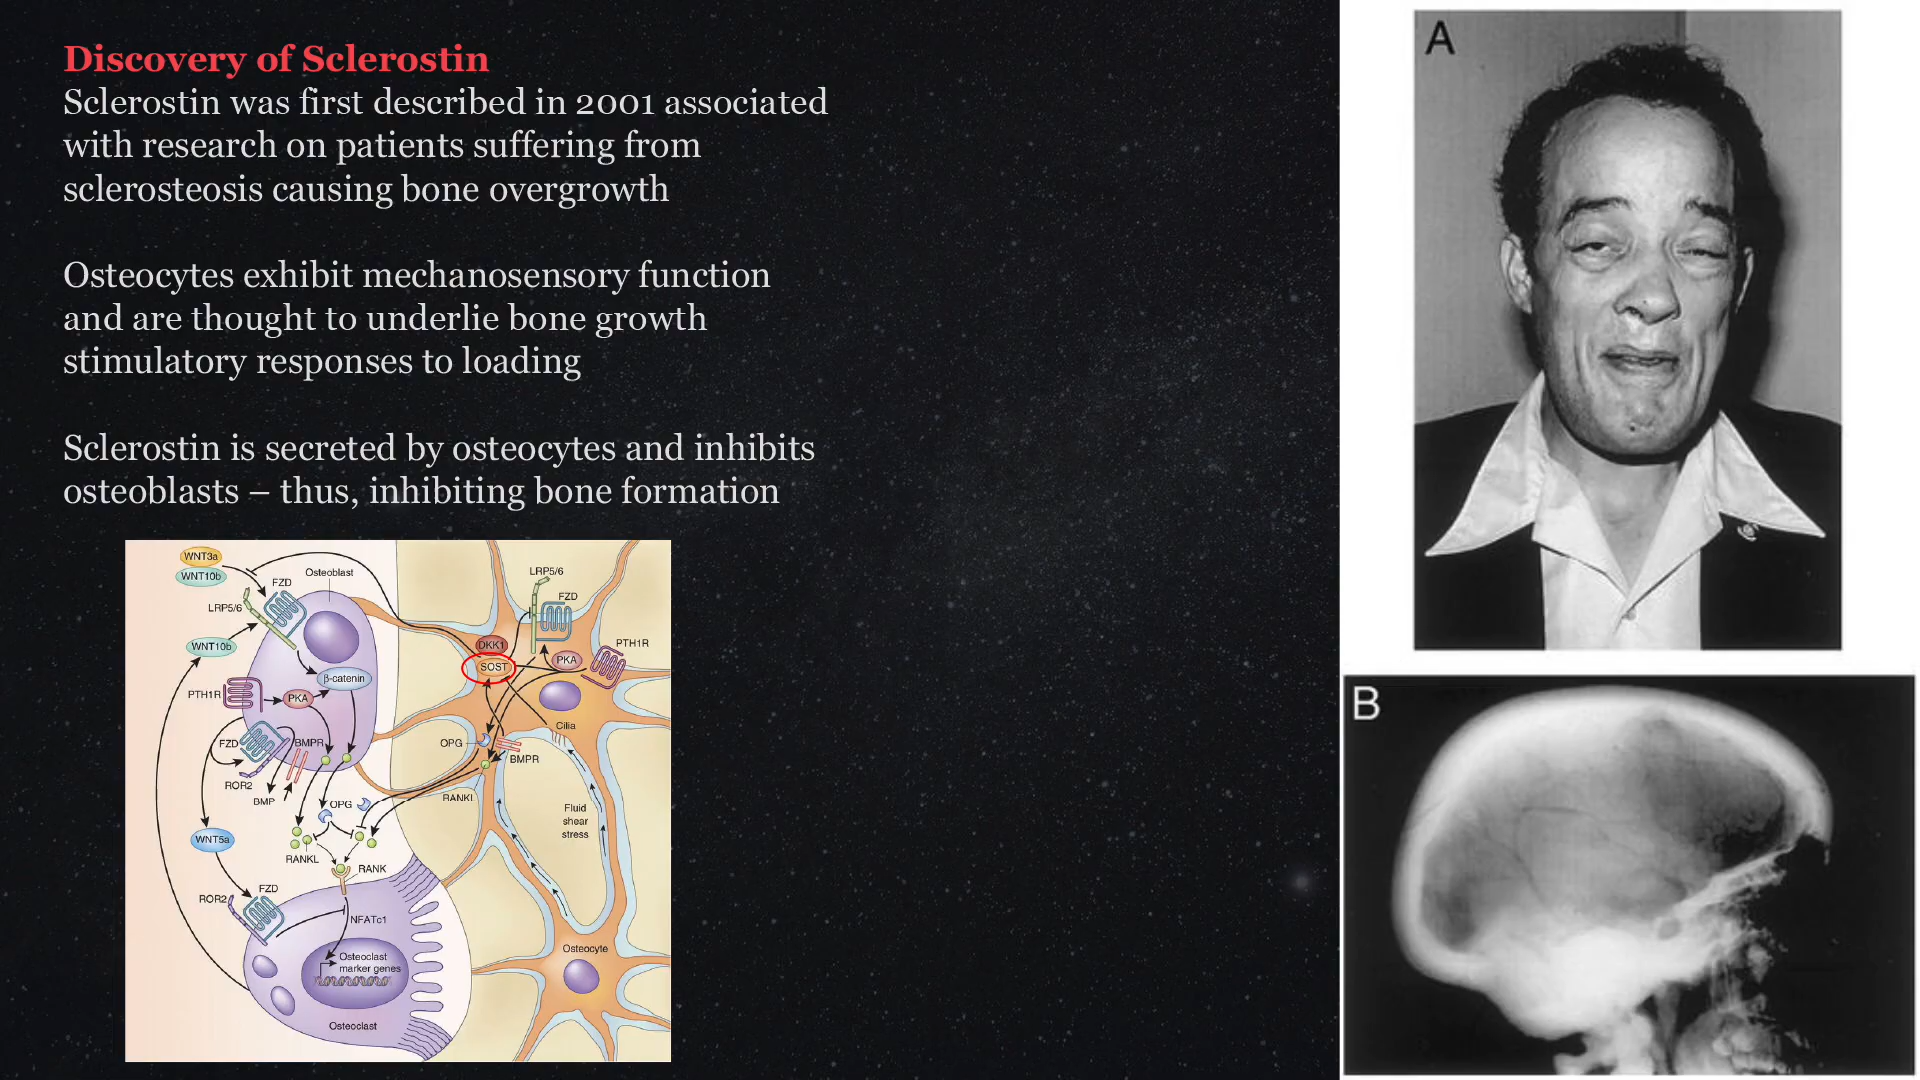 Discovery of Sclerostin
Sclerostin was first described in 2001 associated
with research on patients suffering from
sclerosteosis causing bone overgrowth
Osteocytes exhibit mechanosensory function
and are thought to underlie bone growth
stimulatory responses to loading
Sclerostin is secreted by osteocytes and inhibits
osteoblasts – thus, inhibiting bone formation
WNT3a
WNT10b
FZD
Osteoblast
LRP5/6
WNT10b
β-catenin
PTH1R
PKA
FZD
BMPR
ROR2
BMP
OPG
WNT5a
RANKL
RANK
ROR2
FZD
NFATc1
Osteoclast
marker genes
Osteoclast
LRP5/6
FZD
DKK1
SOST
PKA
PTH1R
Cilia
OPG
BMPR
RANKL
Fluid
shear
stress
Osteocyte
A
B